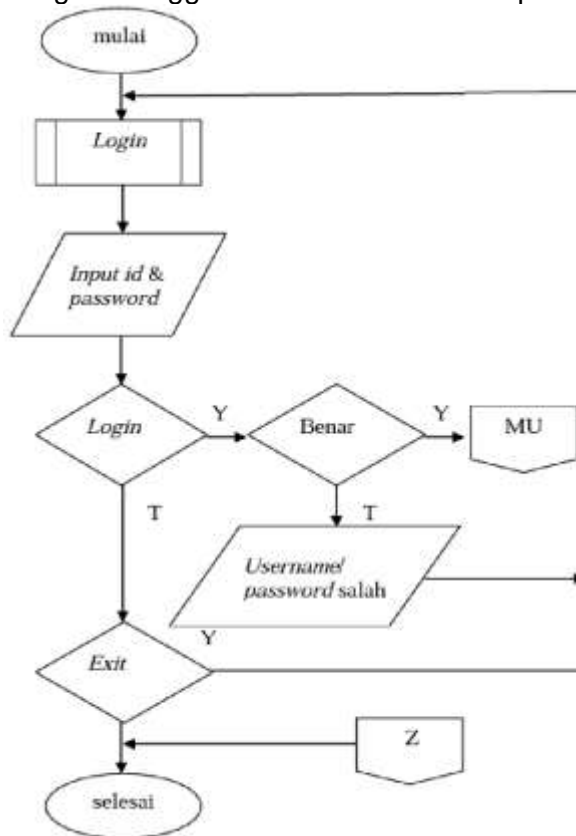 mulai
Login
Input id &
password
Login
Y
Benar
Y
MU
T
T
Username/
password salah
Y
Exit
Z
selesai